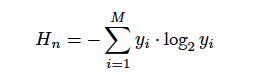 H_n = -\sum_{i=1}^{M} y_i \cdot \log_2 y_i